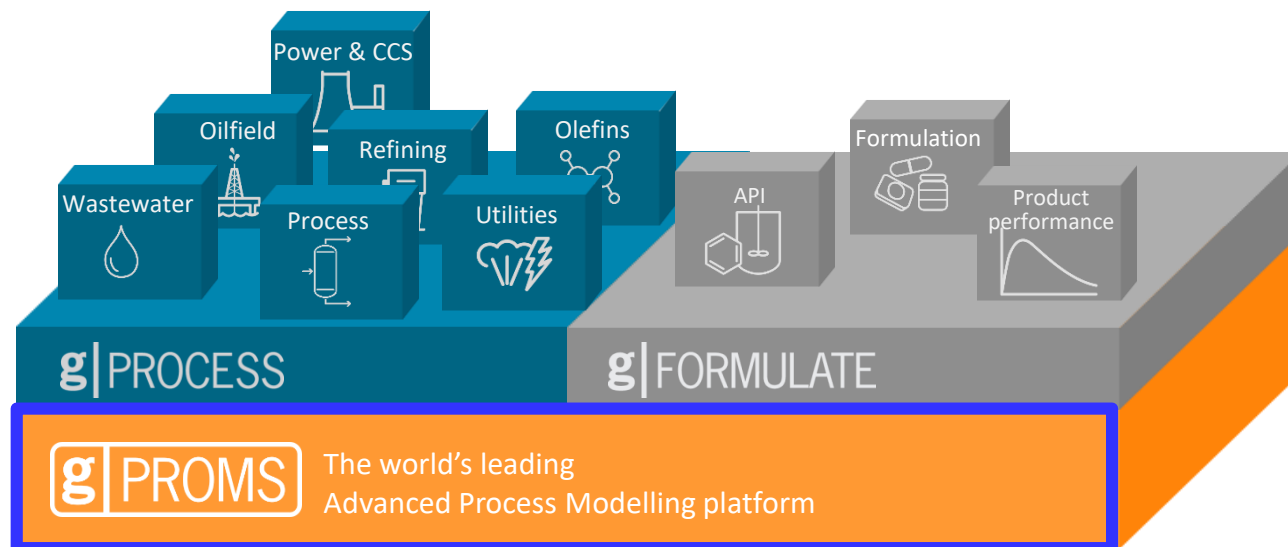 Power & CCS
Oilfield
Refining
Olefins
Wastewater
Process
Utilities
Formulation
API
Product
performance
g|PROCESS
g|FORMULATE
g|PROMS
The world’s leading
Advanced Process Modelling platform